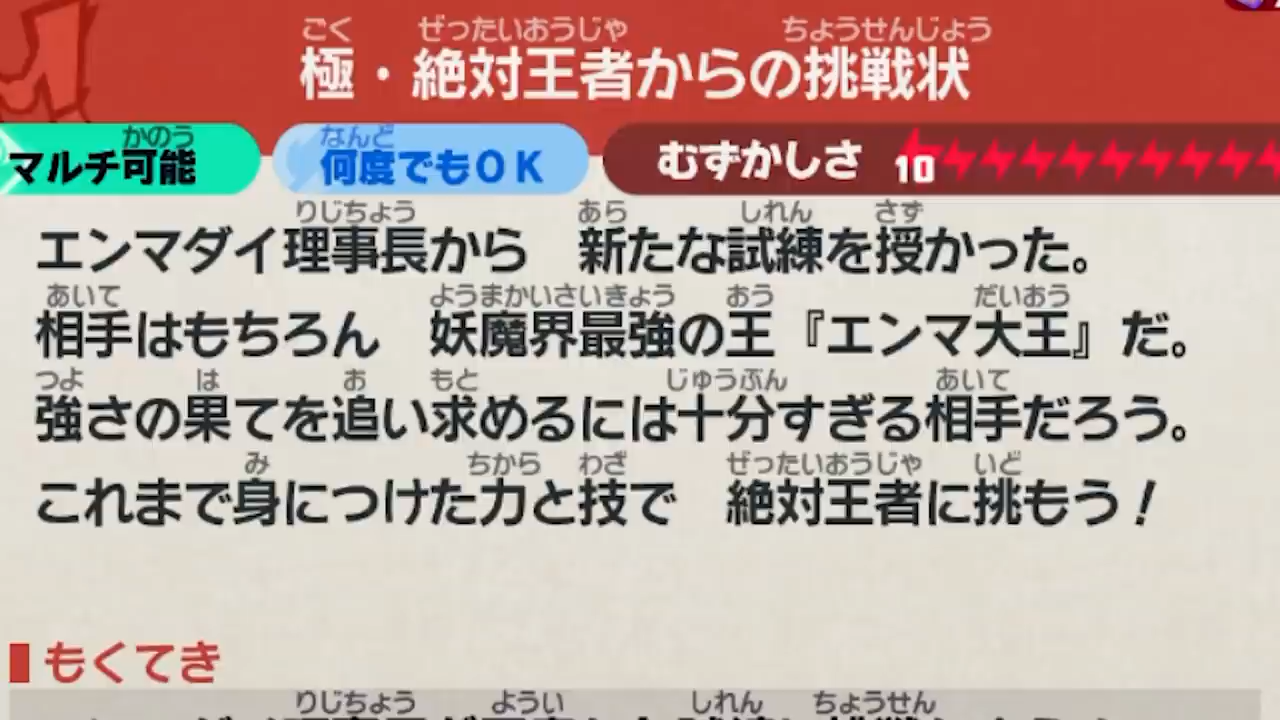 極・絶対王者からの挑戦状
マルチ可能 何度でもOK むずかしさ 10
エンマダイ理事長から 新たな試練を授かった。
相手はもちろん 妖魔界最強の王『エンマ大王』だ。
強さの果てを追い求めるには十分すぎる相手だろう。
これまで身につけた力と技で 絶対王者に挑もう!
もくてき